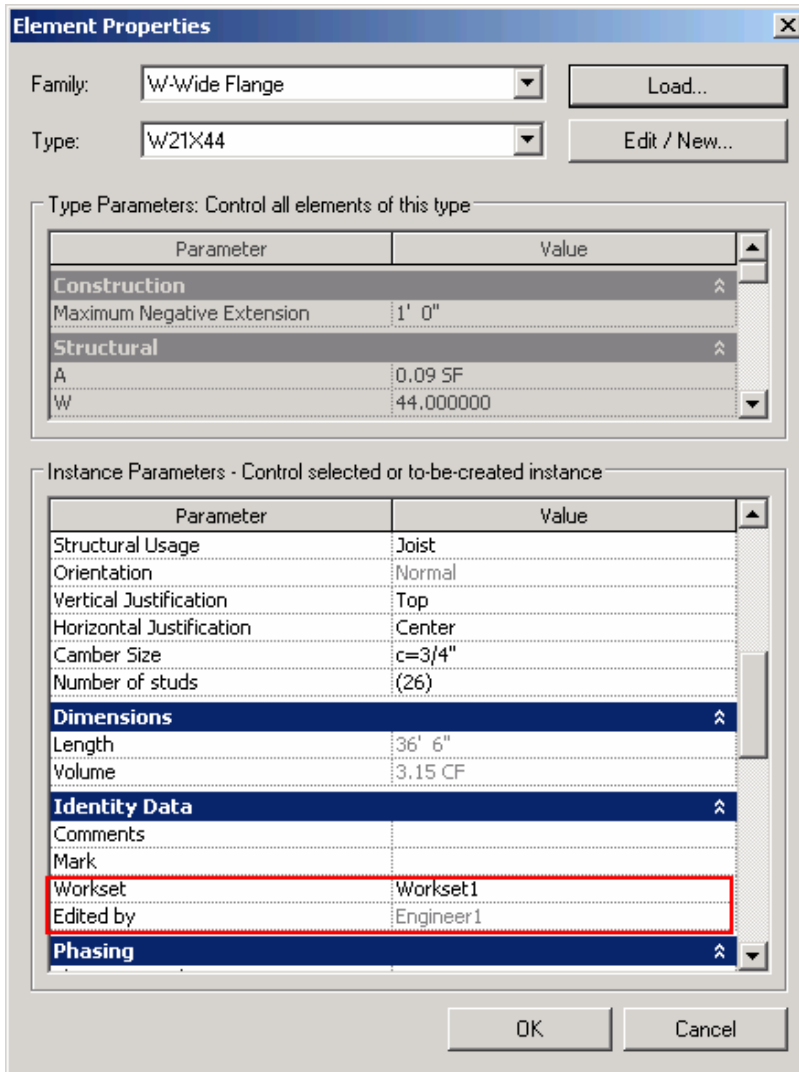 Element Properties
Family: W-Wide Flange Load...
Type: W21X44 Edit / New...
Type Parameters: Control all elements of this type
Parameter Value
Construction
Maximum Negative Extension 1' 0"
Structural
A 0.09 SF
W 44.000000
Instance Parameters - Control selected or to-be-created instance
Parameter Value
Structural Usage Joist
Orientation Normal
Vertical Justification Top
Horizontal Justification Center
Camber Size c=3/4"
Number of studs (26)
Dimensions
Length 36' 6"
Volume 3.15 CF
Identity Data
Comments
Mark
Workset Workset1
Edited by Engineer1
Phasing
OK Cancel